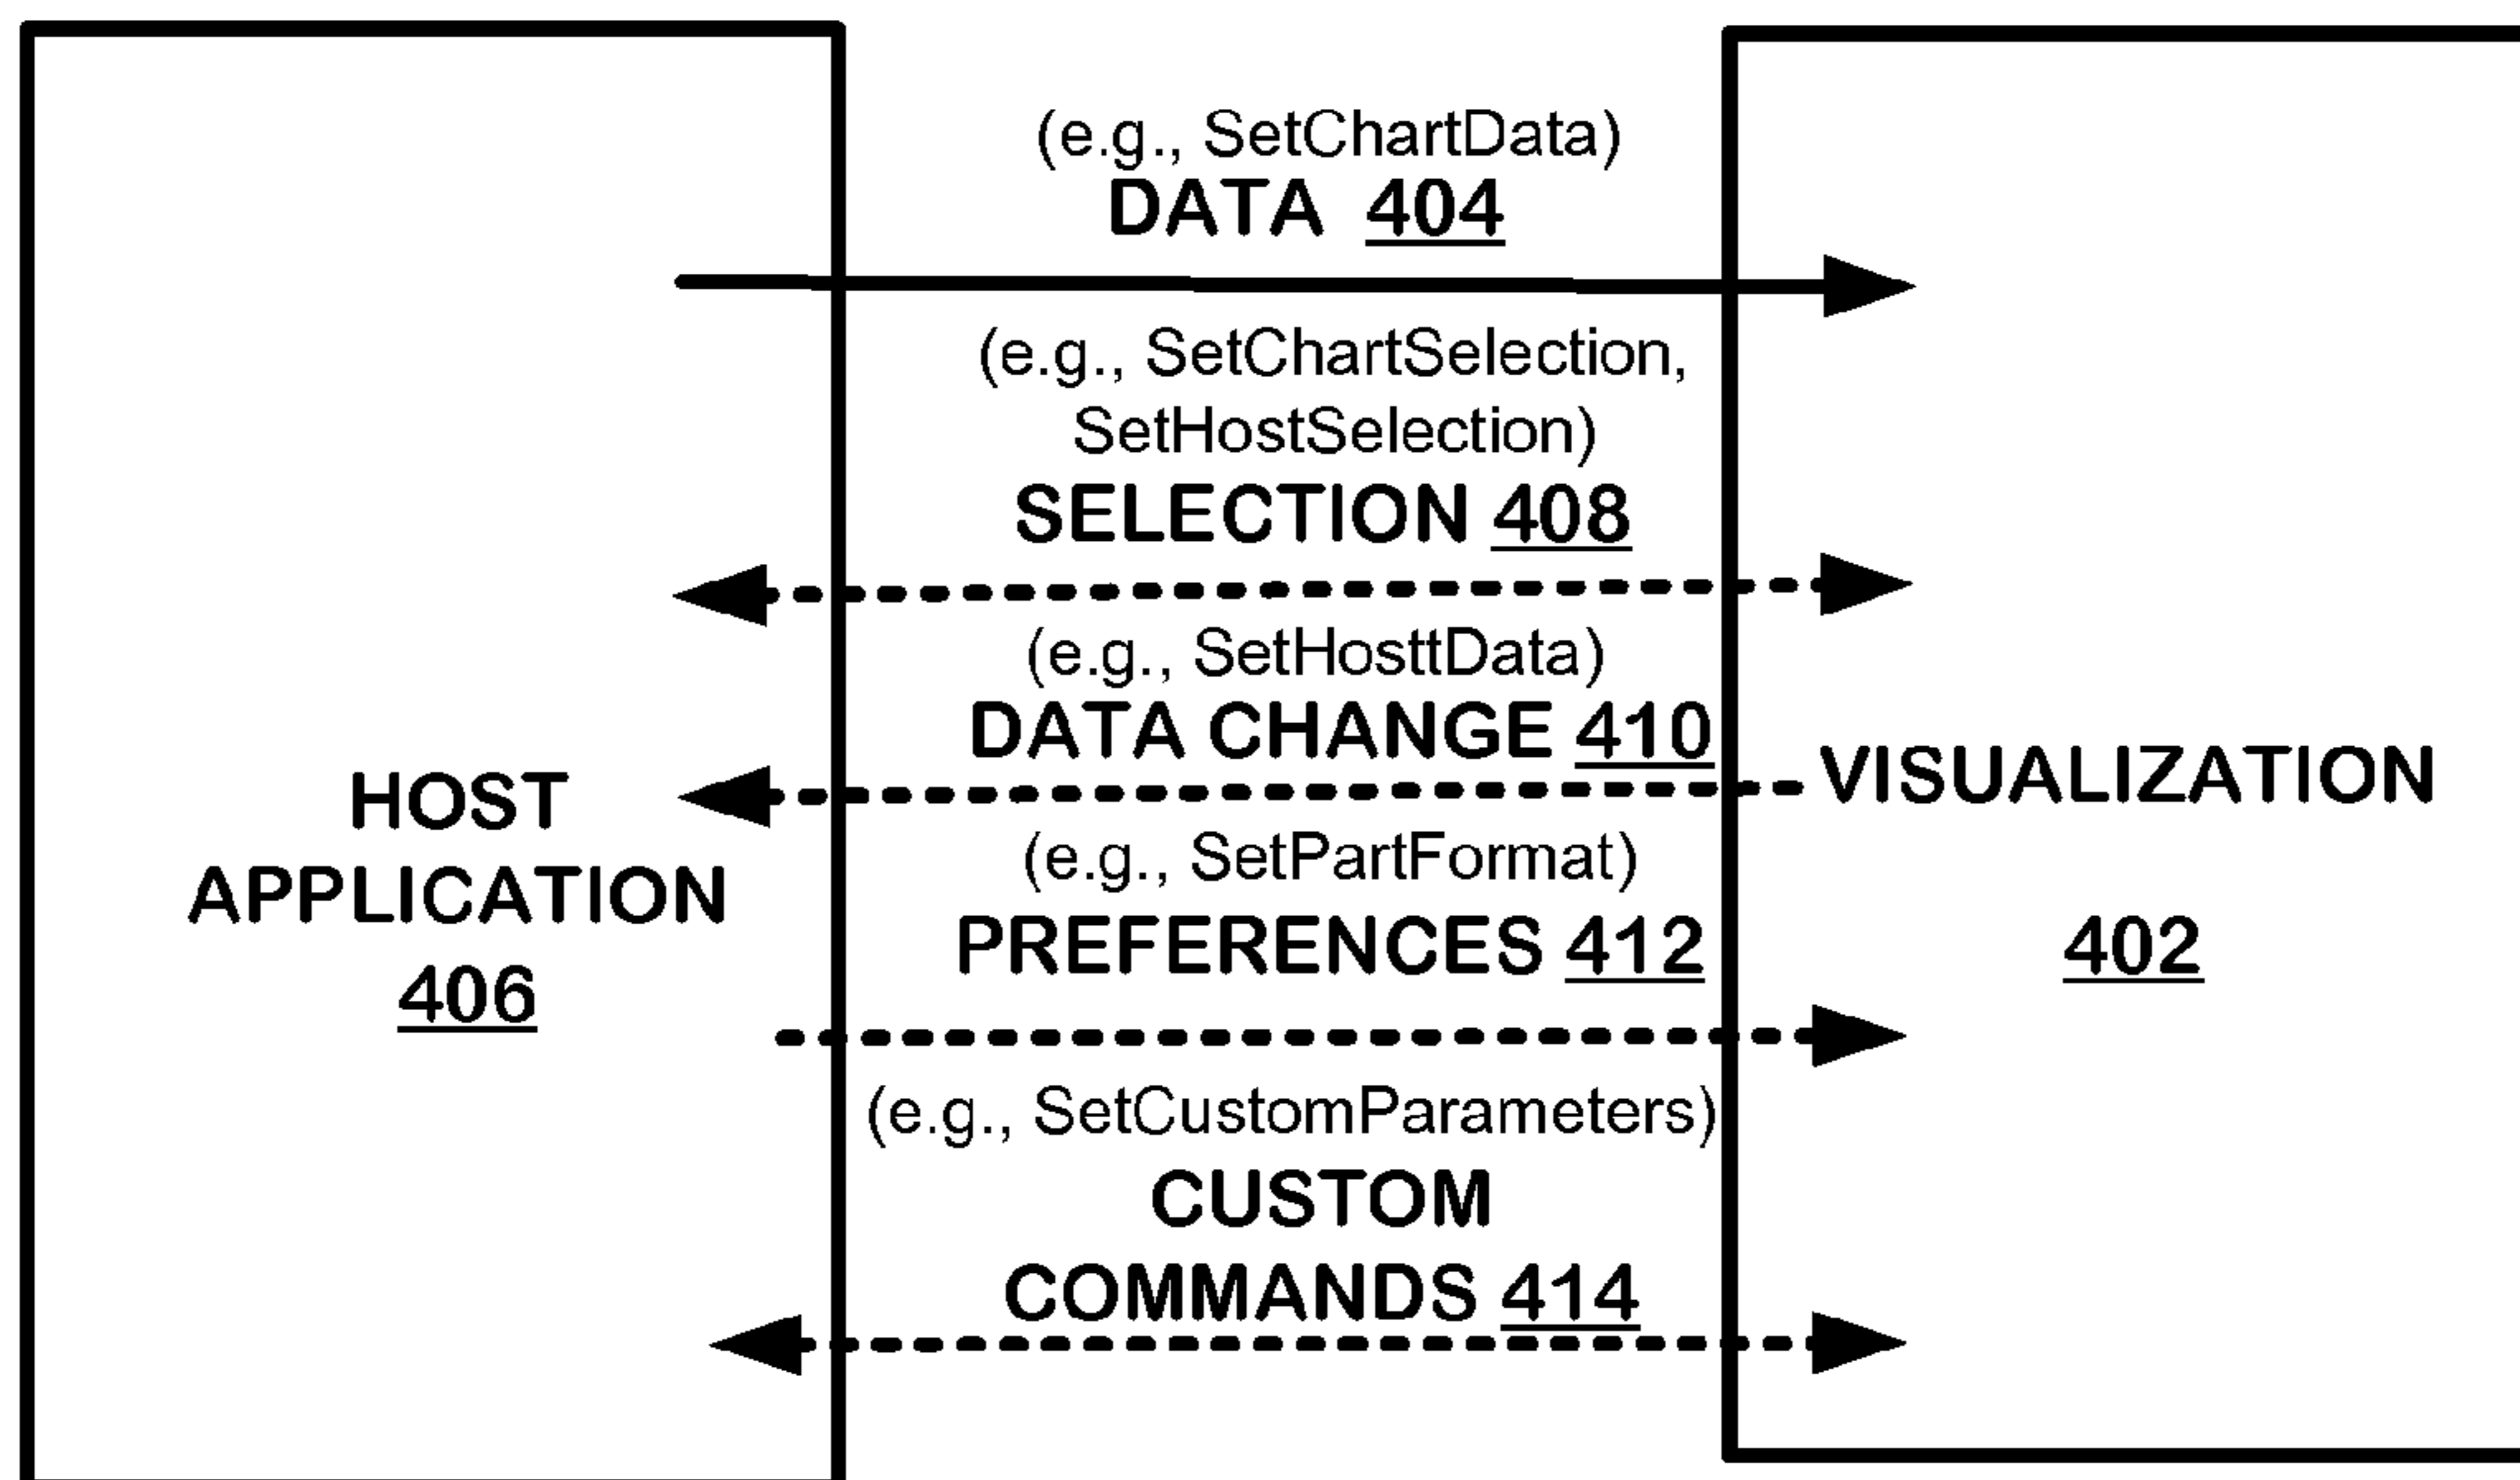 (e.g., SetChartData)
DATA 404
(e.g., SetChartSelection,
SetHostSelection)
SELECTION 408
(e.g., SetHosttData)
DATA CHANGE 410
(e.g., SetPartFormat)
PREFERENCES 412
(e.g., SetCustomParameters)
CUSTOM
COMMANDS 414
HOST
APPLICATION
406
VISUALIZATION
402